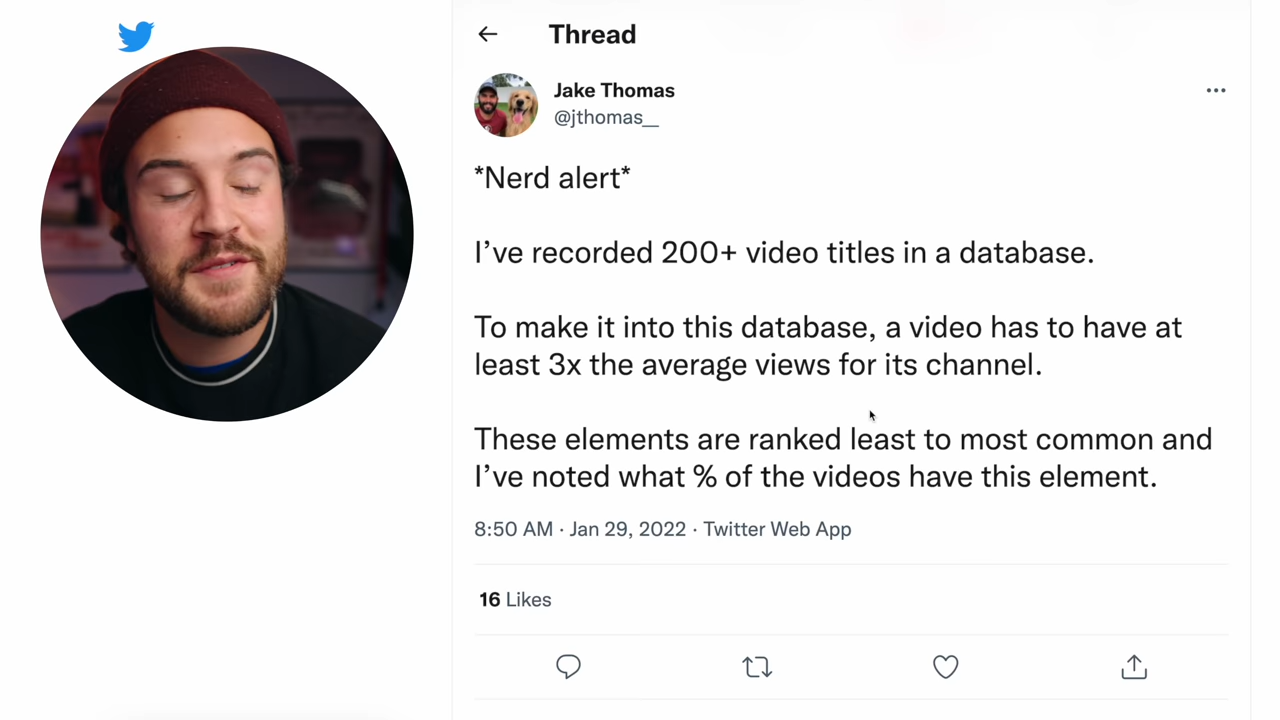 Thread
Jake Thomas
@jthomas__
*Nerd alert*
I’ve recorded 200+ video titles in a database.
To make it into this database, a video has to have at
least 3x the average views for its channel.
These elements are ranked least to most common and
I’ve noted what % of the videos have this element.
8:50 AM · Jan 29, 2022 · Twitter Web App
16 Likes